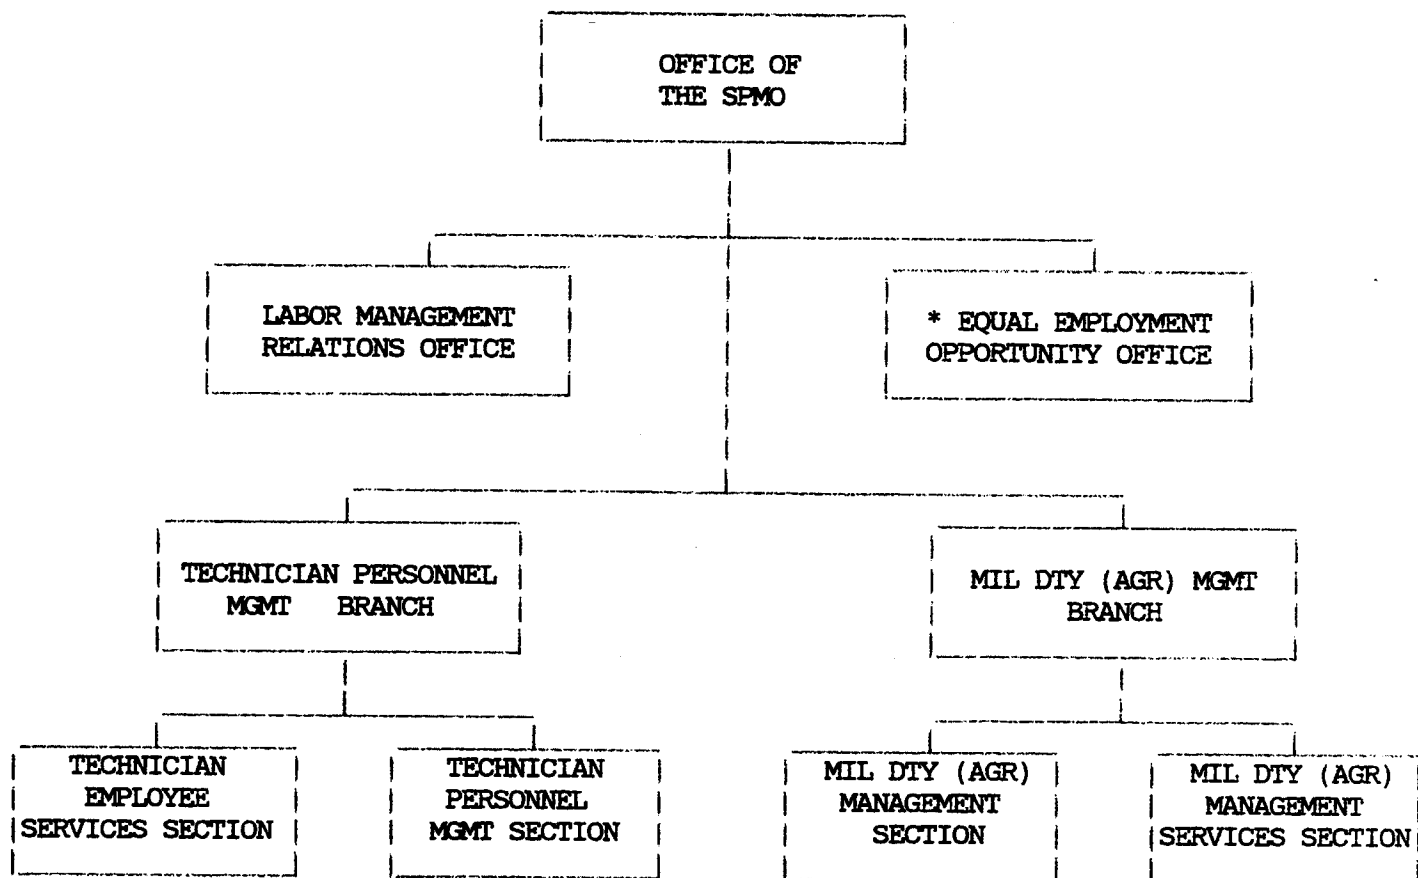 OFFICE OF
THE SPMO
LABOR MANAGEMENT
RELATIONS OFFICE
* EQUAL EMPLOYMENT
OPPORTUNITY OFFICE
TECHNICIAN PERSONNEL
MGMT BRANCH
MIL DTY (AGR) MGMT
BRANCH
TECHNICIAN
EMPLOYEE
SERVICES SECTION
TECHNICIAN
PERSONNEL
MGMT SECTION
MIL DTY (AGR)
MANAGEMENT
SECTION
MIL DTY (AGR)
MANAGEMENT
SERVICES SECTION